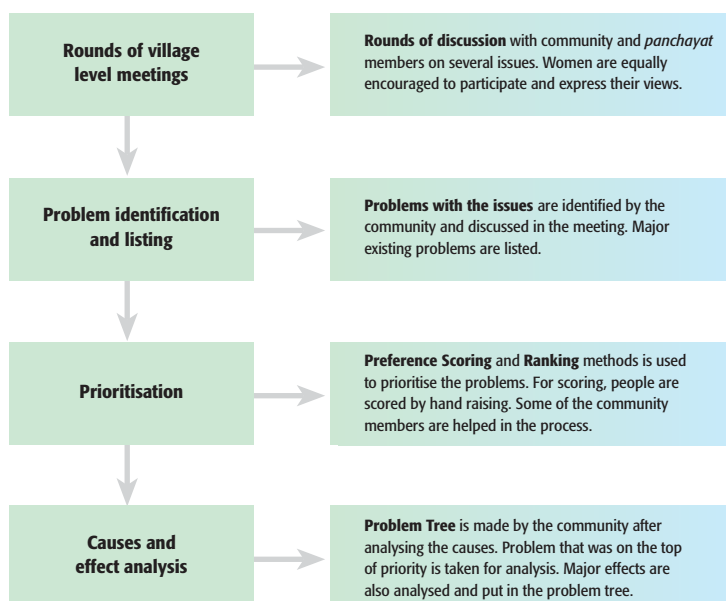 Rounds of village
level meetings
Rounds of discussion with community and panchayat
members on several issues. Women are equally
encouraged to participate and express their views.
Problem identification
and listing
Problems with the issues are identified by the
community and discussed in the meeting. Major
existing problems are listed.
Prioritisation
Preference Scoring and Ranking methods is used
to prioritise the problems. For scoring, people are
scored by hand raising. Some of the community
members are helped in the process.
Causes and
effect analysis
Problem Tree is made by the community after
analysing the causes. Problem that was on the top
of priority is taken for analysis. Major effects are
also analysed and put in the problem tree.